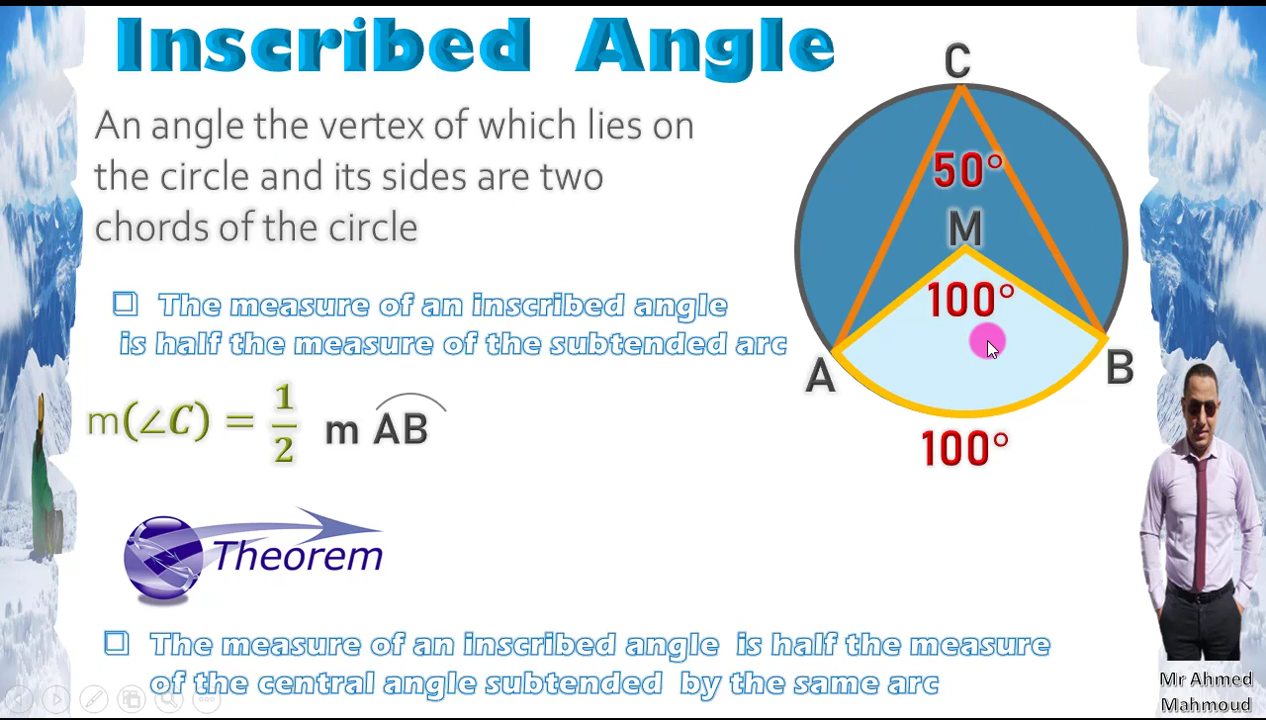 Inscribed Angle
An angle the vertex of which lies on
the circle and its sides are two
chords of the circle
❑ The measure of an inscribed angle
is half the measure of the subtended arc
m(∠C) = 1/2 m AB
Theorem
❑ The measure of an inscribed angle is half the measure
of the central angle subtended by the same arc
C
50°
M
100°
A
B
100°
Mr Ahmed
Mahmoud